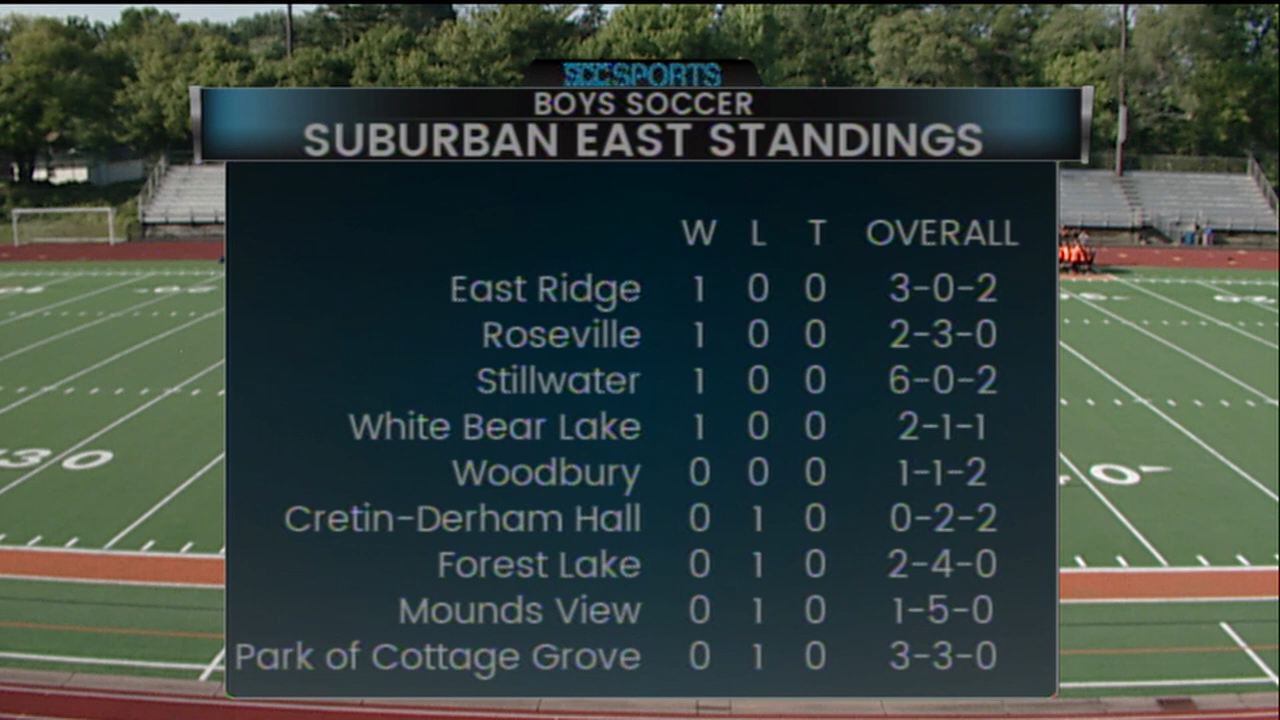 SCC SPORTS
BOYS SOCCER
SUBURBAN EAST STANDINGS
W L T OVERALL
East Ridge 1 0 0 3-0-2
Roseville 1 0 0 2-3-0
Stillwater 1 0 0 6-0-2
White Bear Lake 1 0 0 2-1-1
Woodbury 0 0 0 1-1-2
Cretin-Derham Hall 0 1 0 0-2-2
Forest Lake 0 1 0 2-4-0
Mounds View 0 1 0 1-5-0
Park of Cottage Grove 0 1 0 3-3-0
30